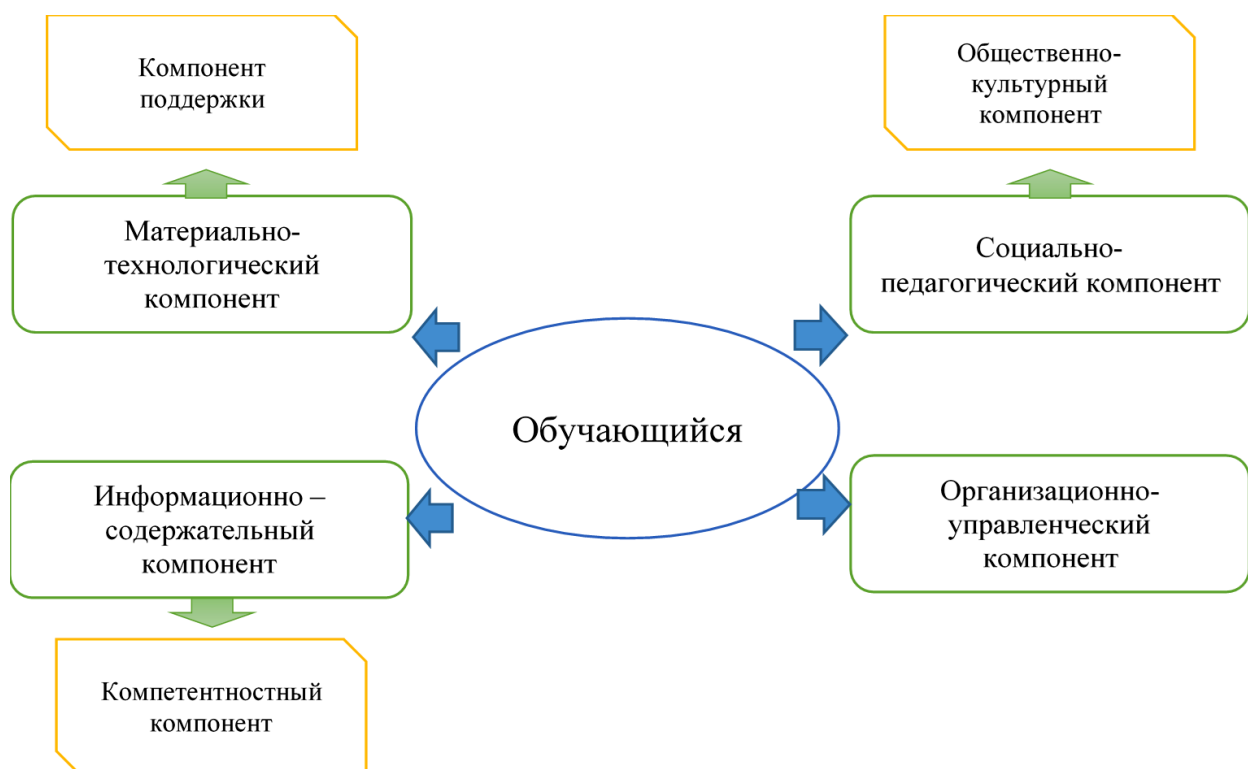 Компонент
поддержки
Общественно-
культурный
компонент
Материально-
технологический
компонент
Социально-
педагогический компонент
Обучающийся
Информационно –
содержательный
компонент
Организационно-
управленческий
компонент
Компетентностный
компонент